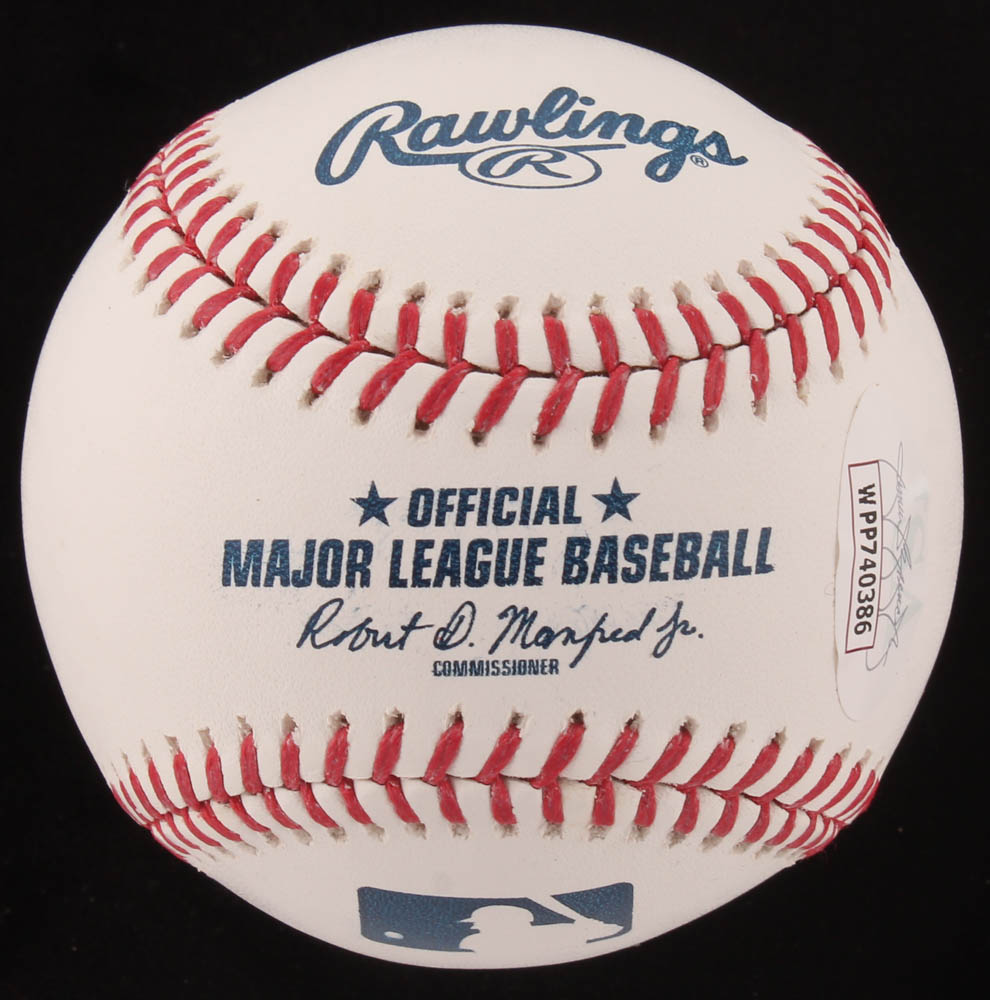 Rawlings®
R
★ OFFICIAL ★
MAJOR LEAGUE BASEBALL
Robert D. Manfred Jr.
COMMISSIONER
WPP740386